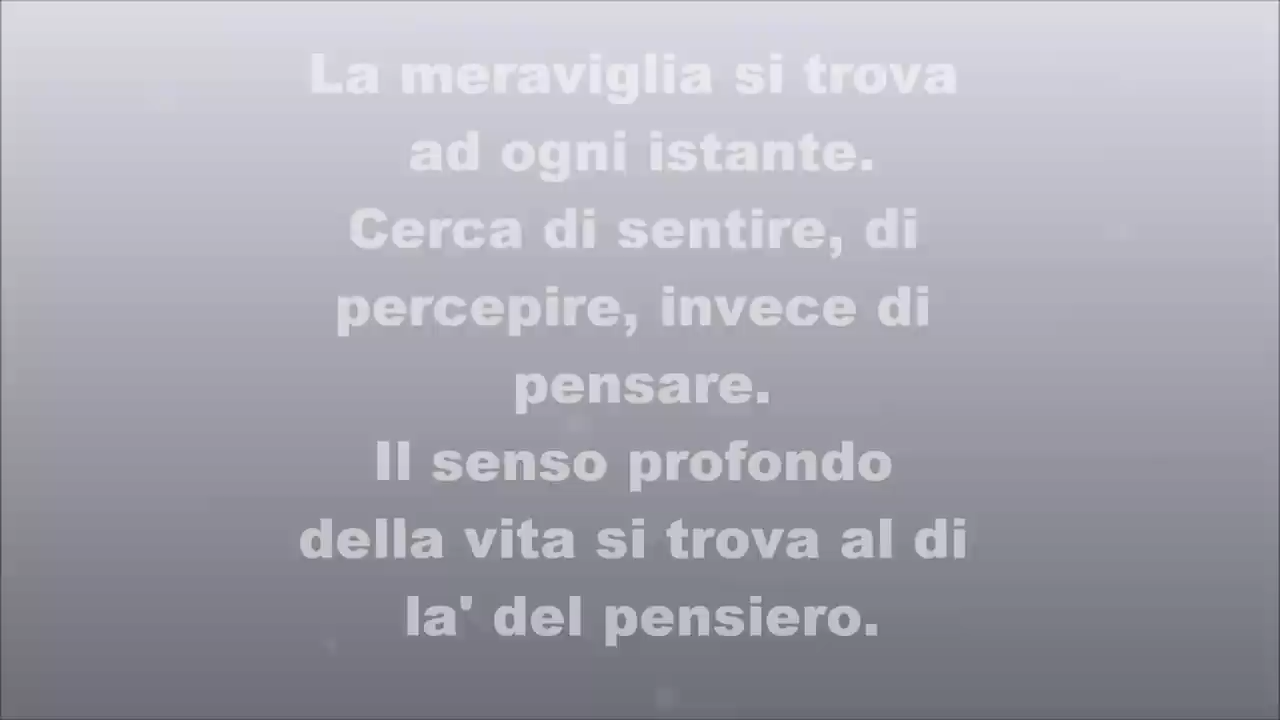 La meraviglia si trova
ad ogni istante.
Cerca di sentire, di
percepire, invece di
pensare.
Il senso profondo
della vita si trova al di
la' del pensiero.